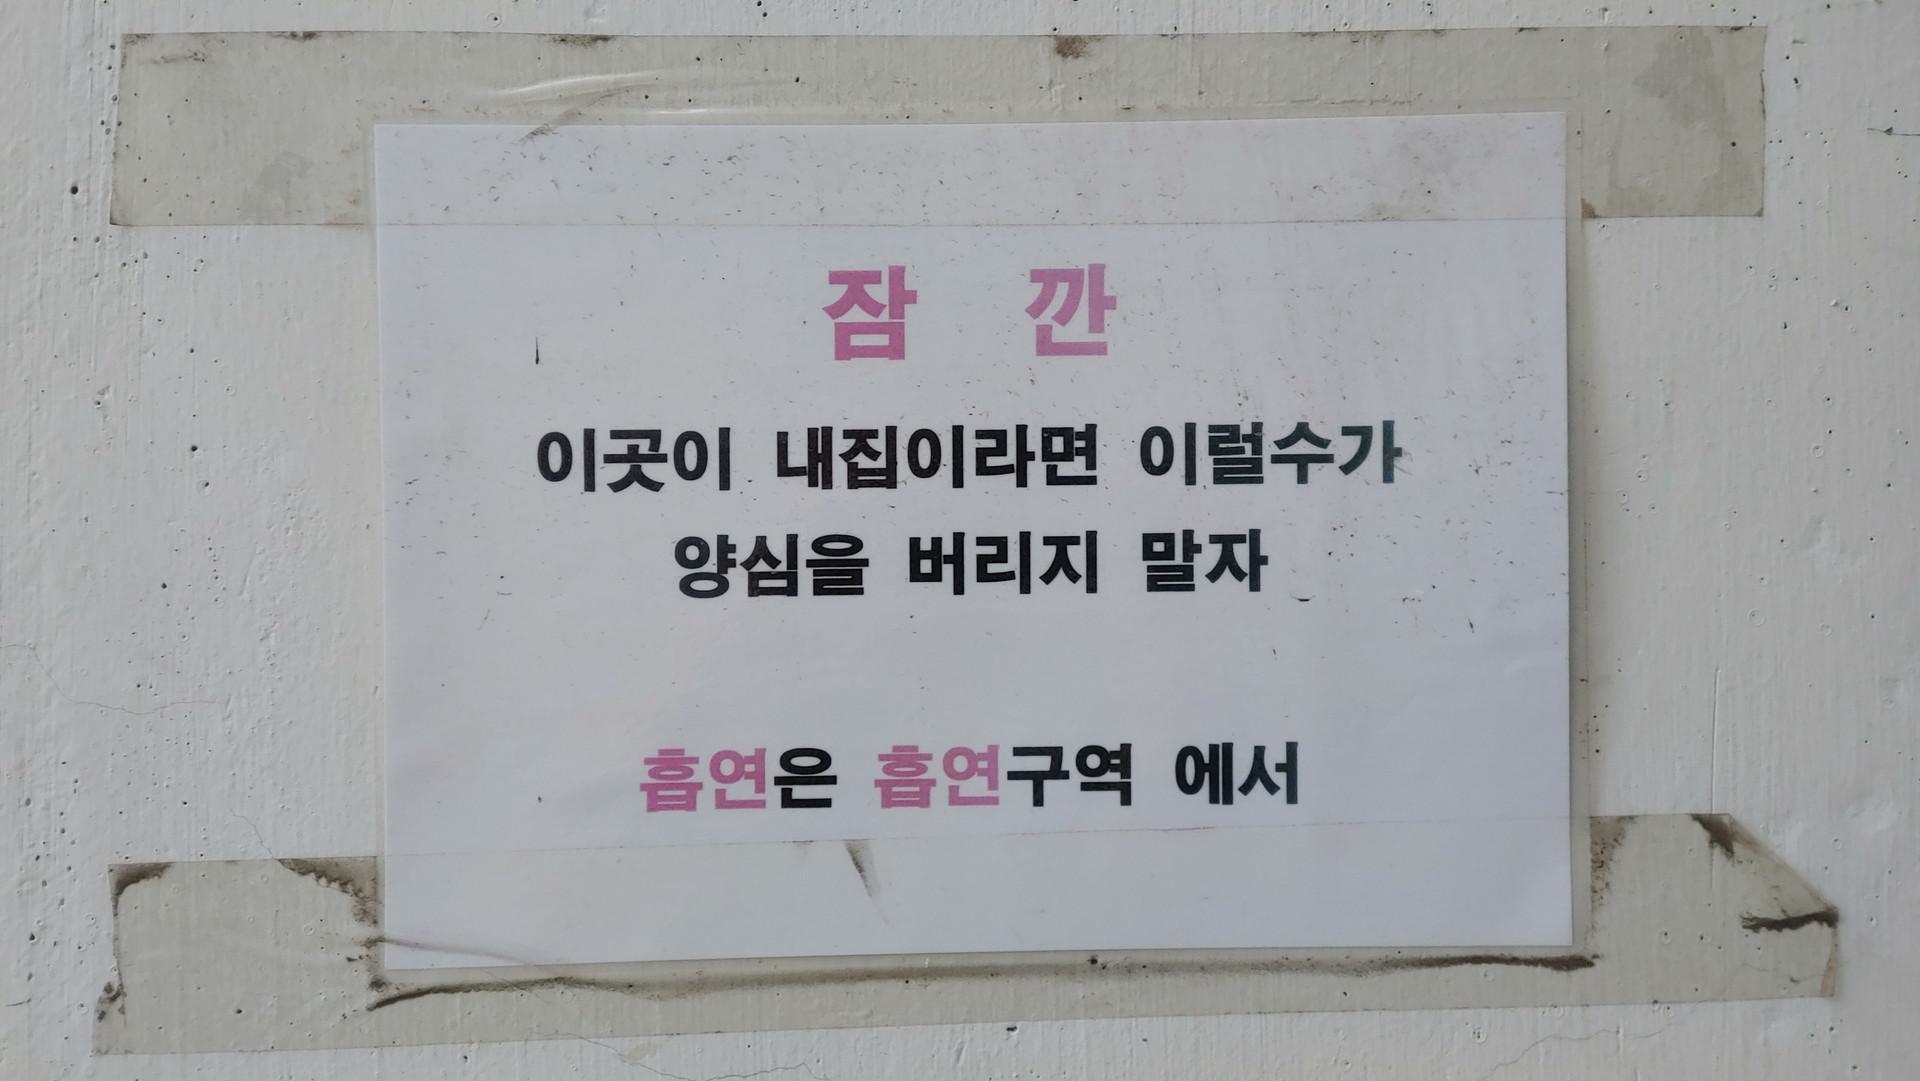 잠 깐
이곳이 내집이라면 이럴수가
양심을 버리지 말자
흡연은 흡연구역 에서